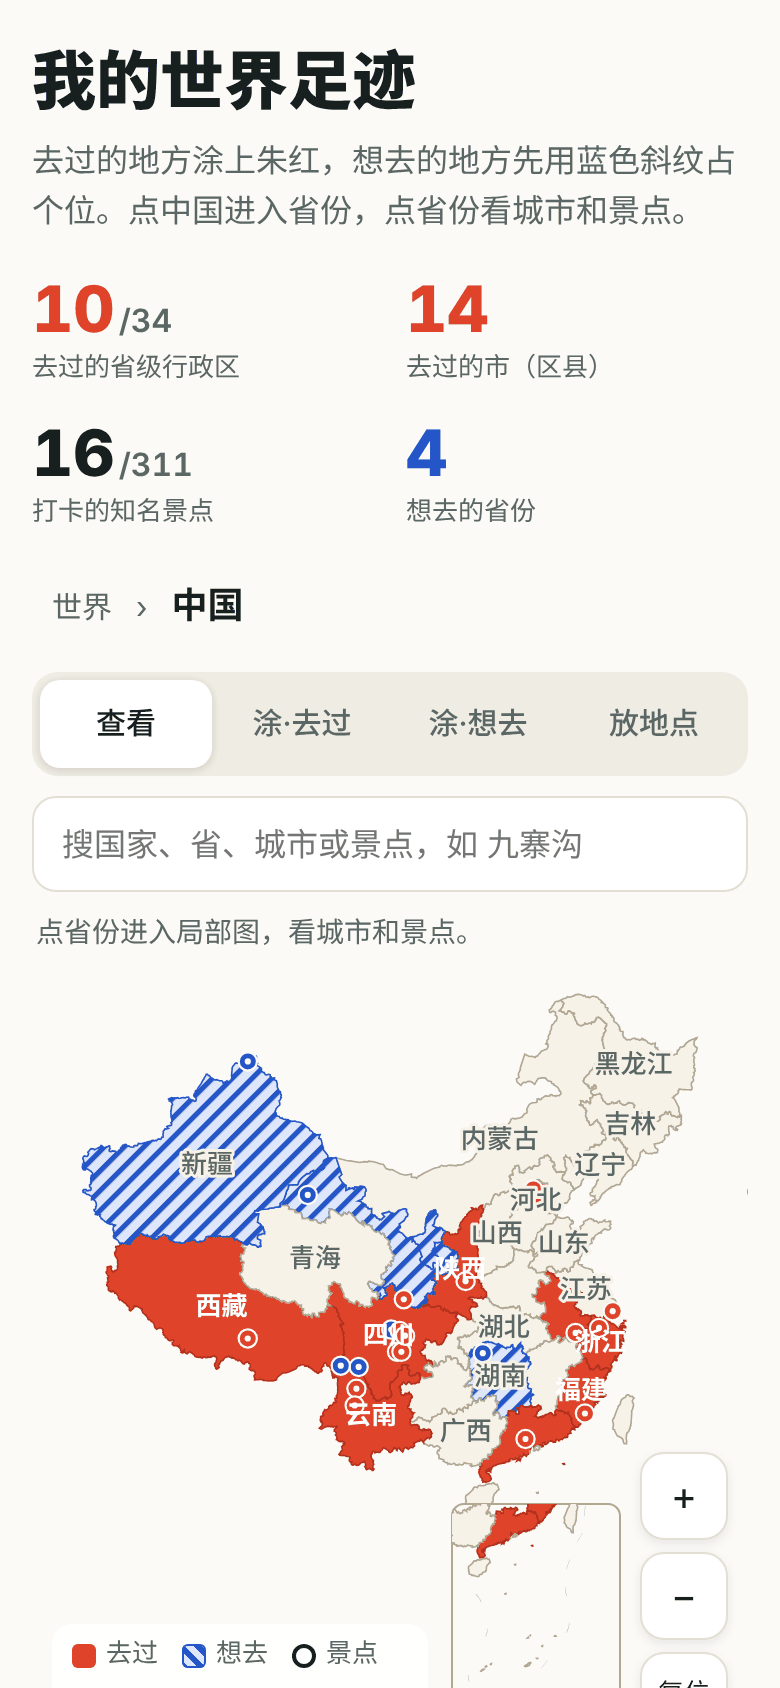 我的世界足迹
去过的地方涂上朱红，想去的地方先用蓝色斜纹占
个位。点中国进入省份，点省份看城市和景点。
10/34
14
去过的省级行政区
去过的市（区县）
16/311
4
打卡的知名景点
想去的省份
世界 › 中国
查看
涂·去过
涂·想去
放地点
搜国家、省、城市或景点，如 九寨沟
点省份进入局部图，看城市和景点。
黑龙江
吉林
内蒙古
辽宁
新疆
河北
山西
山东
青海
陕西
江苏
西藏
湖北
四川
浙江
湖南
福建
云南
广西
+
−
去过
想去
景点
复位